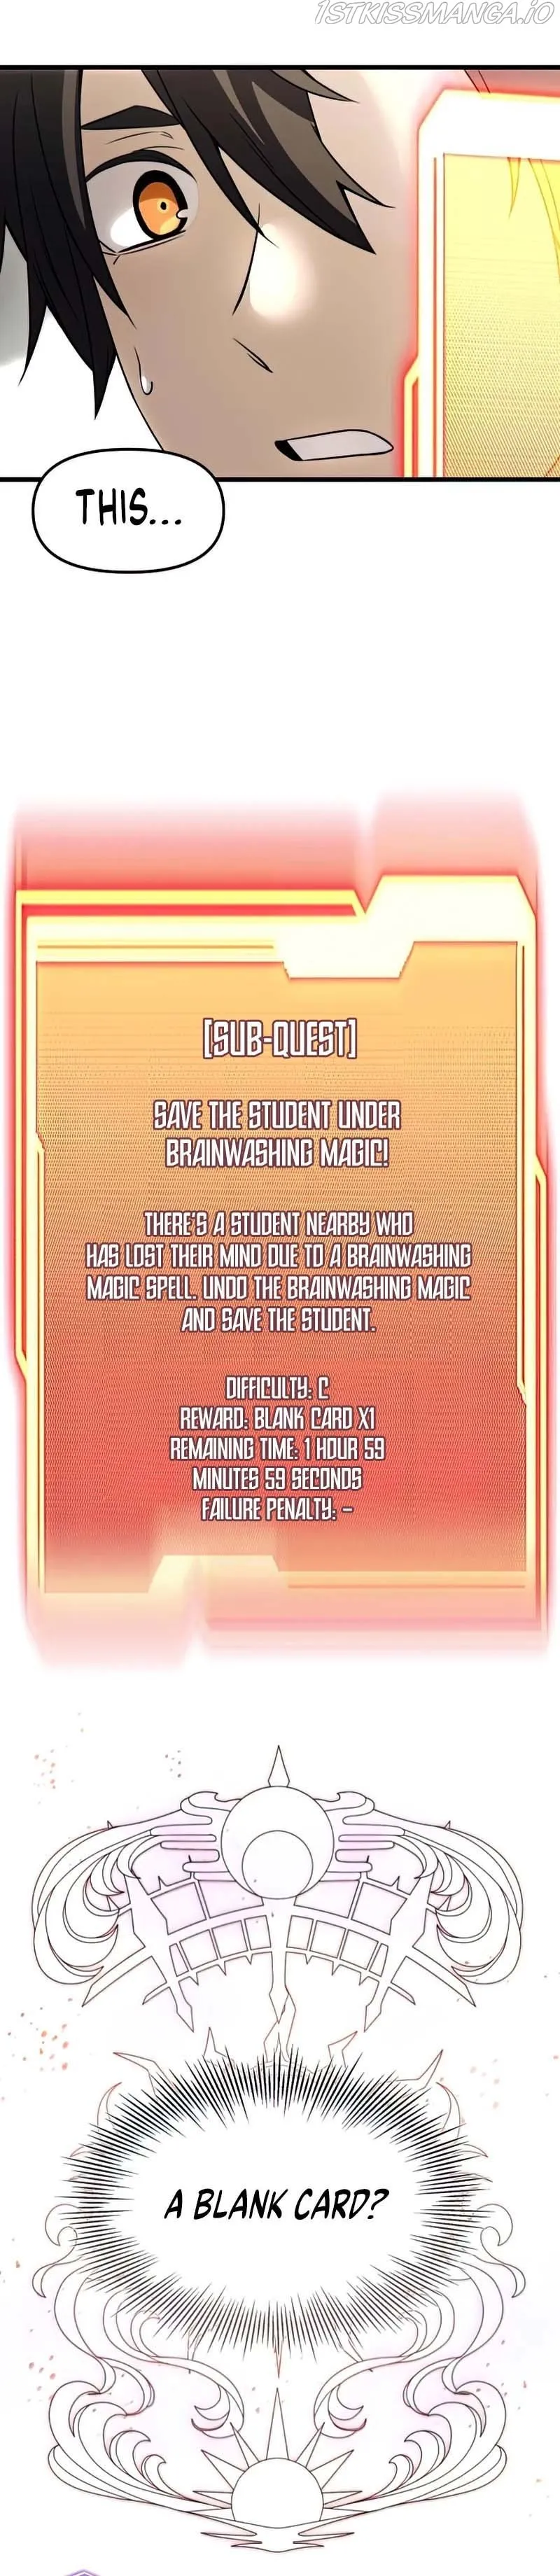 1STKISSMANGA.IO
THIS...
[SUB-QUEST]
SAVE THE STUDENT UNDER
BRAINWASHING MAGIC!
THERE'S A STUDENT NEARBY WHO
HAS LOST THEIR MIND DUE TO A BRAINWASHING
MAGIC SPELL. UNDO THE BRAINWASHING MAGIC
AND SAVE THE STUDENT.
DIFFICULTY: C
REWARD: BLANK CARD X1
REMAINING TIME: 1 HOUR 59
MINUTES 59 SECONDS
FAILURE PENALTY: -
A BLANK CARD?